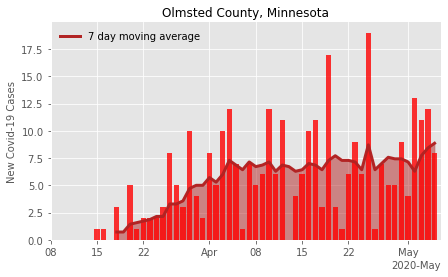 Olmsted County, Minnesota
7 day moving average
New Covid-19 Cases
17.5
15.0
12.5
10.0
7.5
5.0
2.5
0.0
08 15 22 Apr 08 15 22 May
2020-May